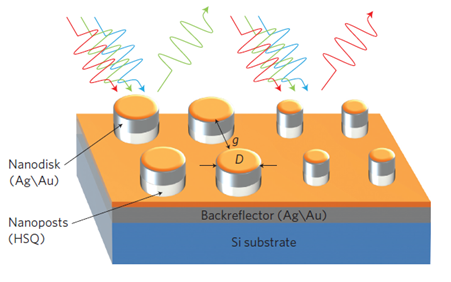 g
D
Nanodisk
(Ag\Au)
Nanoposts
(HSQ)
Backreflector (Ag\Au)
Si substrate